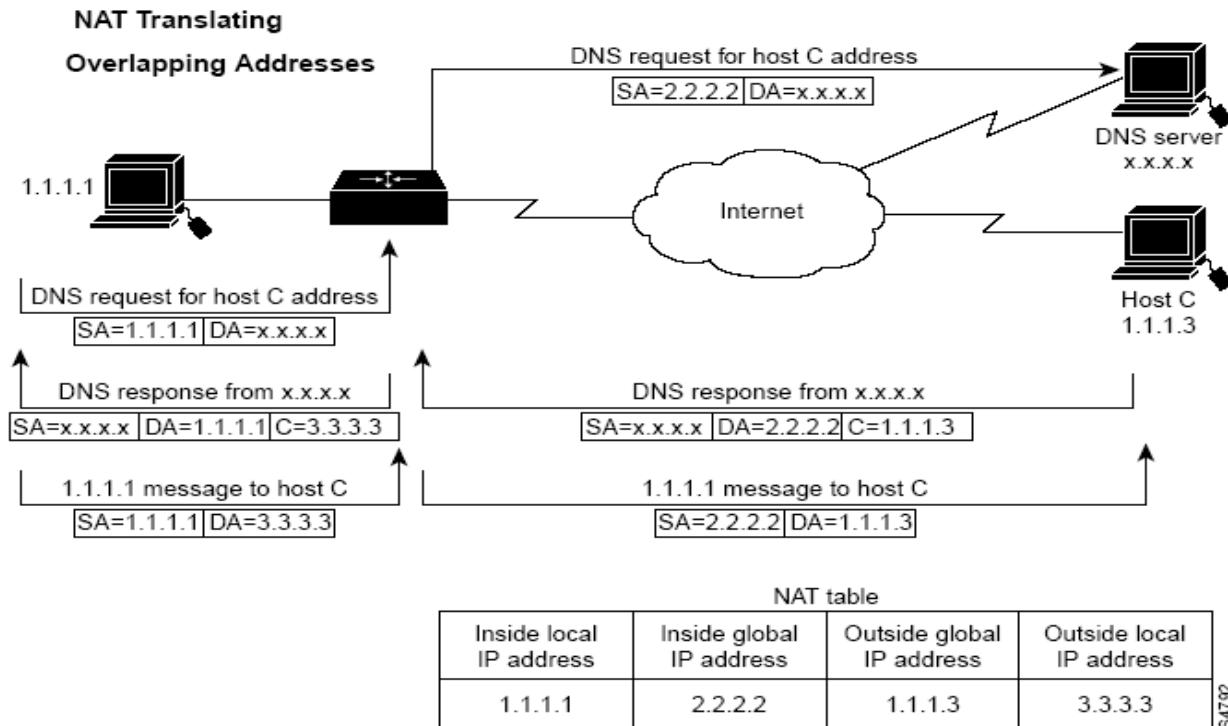 NAT Translating
Overlapping Addresses
DNS request for host C address
SA=2.2.2.2 DA=x.x.x.x
DNS server
x.x.x.x
1.1.1.1
Internet
Host C
1.1.1.3
DNS request for host C address
SA=1.1.1.1 DA=x.x.x.x
DNS response from x.x.x.x
SA=x.x.x.x DA=1.1.1.1 C=3.3.3.3
DNS response from x.x.x.x
SA=x.x.x.x DA=2.2.2.2 C=1.1.1.3
1.1.1.1 message to host C
SA=1.1.1.1 DA=3.3.3.3
1.1.1.1 message to host C
SA=2.2.2.2 DA=1.1.1.3
NAT table
Inside local
IP address
Inside global
IP address
Outside global
IP address
Outside local
IP address
1.1.1.1
2.2.2.2
1.1.1.3
3.3.3.3